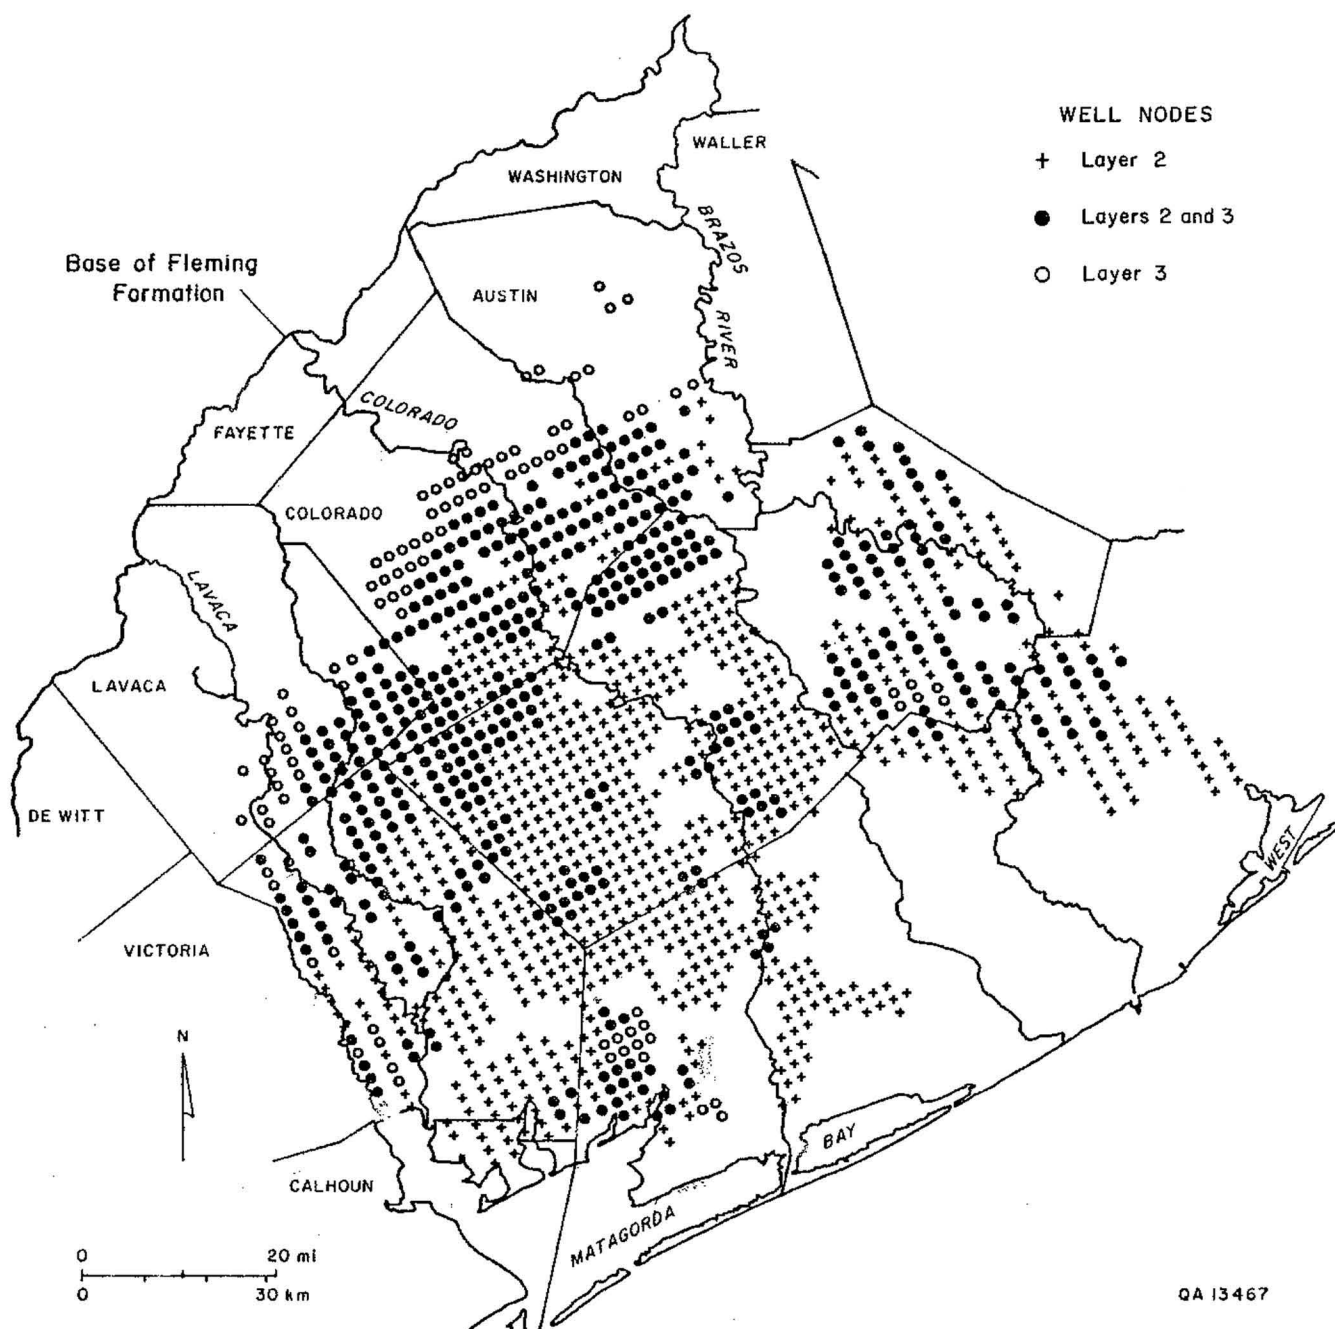 WELL NODES
+ Layer 2
● Layers 2 and 3
○ Layer 3
WALLER
WASHINGTON
BRAZOS
RIVER
Base of Fleming
Formation
AUSTIN
COLORADO
FAYETTE
COLORADO
LAVACA
LAVACA
DE WITT
WEST
VICTORIA
N
CALHOUN
BAY
MATAGORDA
0 20 mi
0 30 km
QA 13467